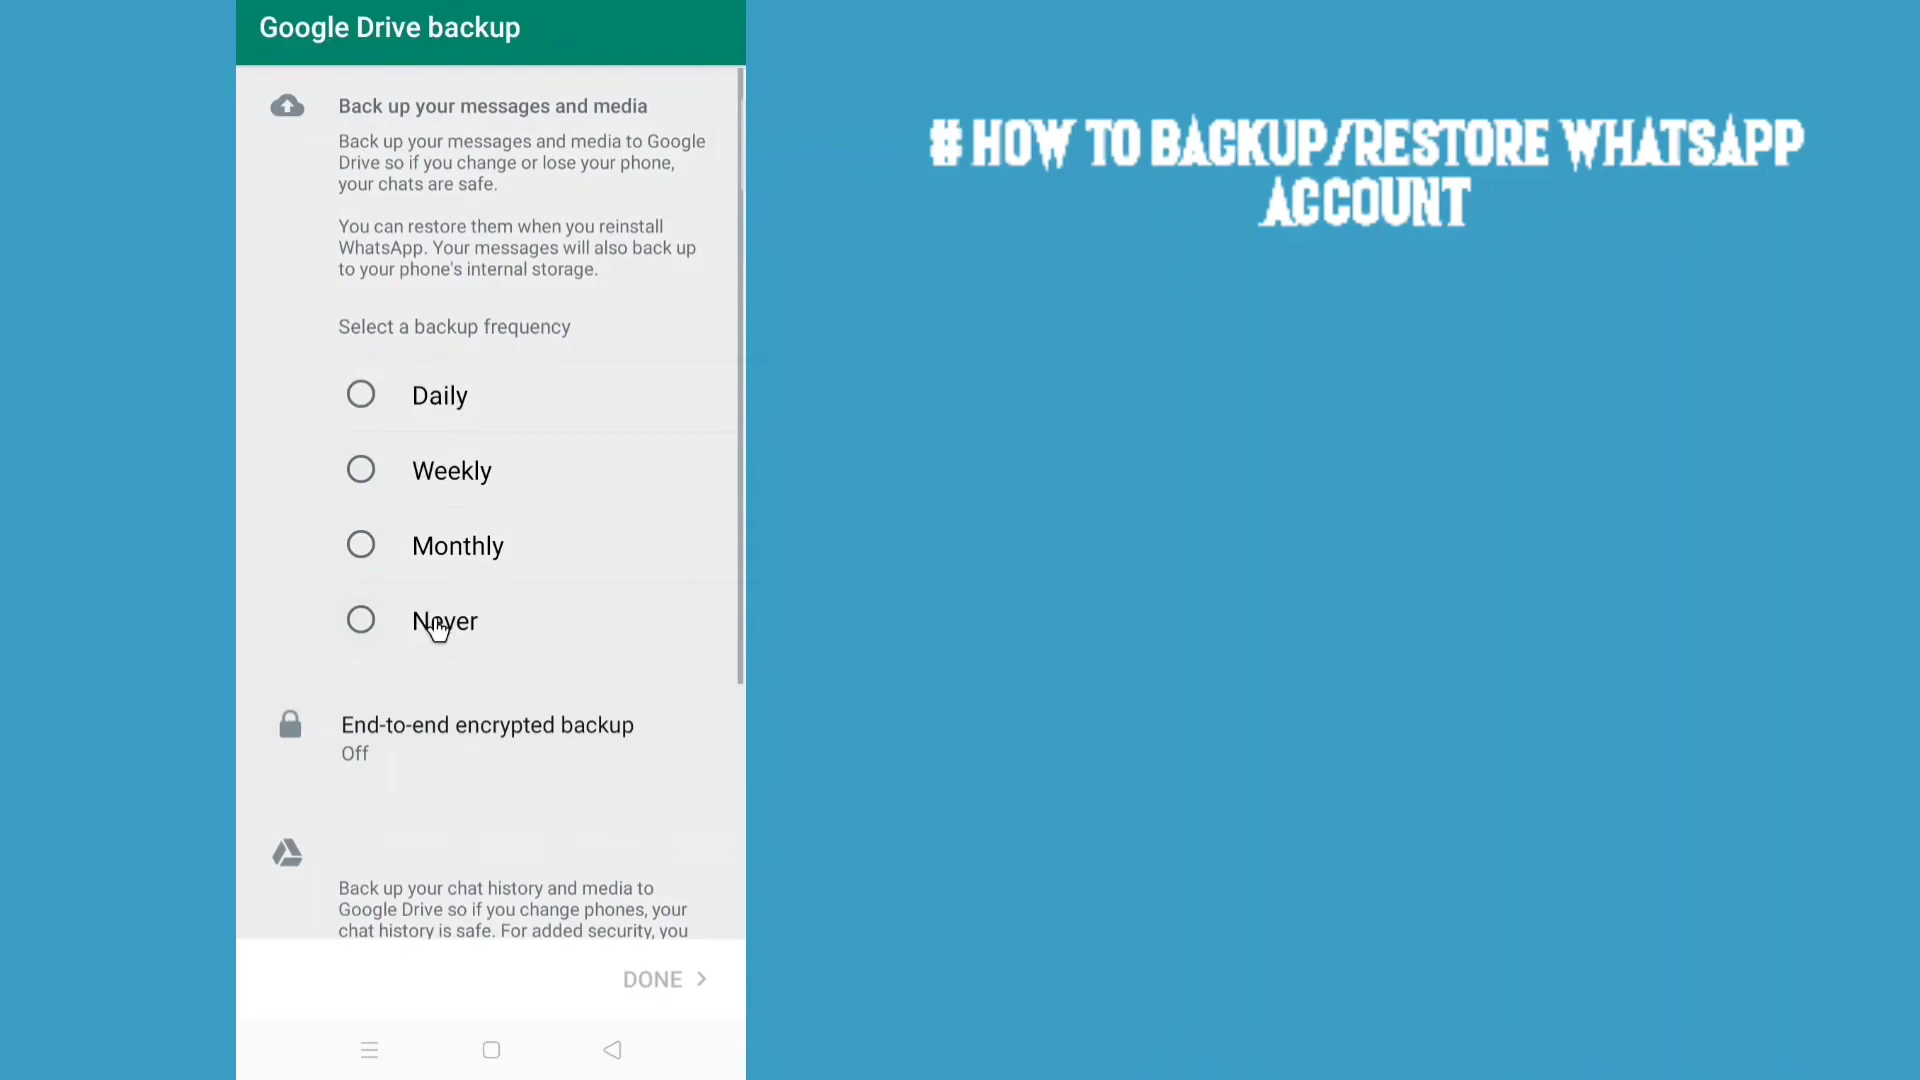 Google Drive backup
# HOW TO BACKUP/RESTORE WHATSAPP
ACCOUNT
Back up your messages and media
Back up your messages and media to Google
Drive so if you change or lose your phone,
your chats are safe.
You can restore them when you reinstall
WhatsApp. Your messages will also back up
to your phone's internal storage.
Select a backup frequency
Daily
Weekly
Monthly
Never
End-to-end encrypted backup
Off
Back up your chat history and media to
Google Drive so if you change phones, your
chat history is safe. For added security, you
DONE